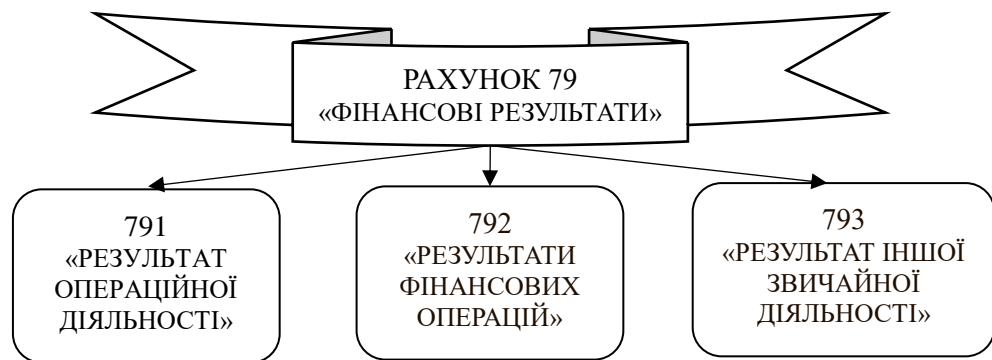 РАХУНОК 79
«ФІНАНСОВІ РЕЗУЛЬТАТИ»
791
«РЕЗУЛЬТАТ
ОПЕРАЦІЙНОЇ
ДІЯЛЬНОСТІ»
792
«РЕЗУЛЬТАТИ
ФІНАНСОВИХ
ОПЕРАЦІЙ»
793
«РЕЗУЛЬТАТ ІНШОЇ
ЗВИЧАЙНОЇ
ДІЯЛЬНОСТІ»